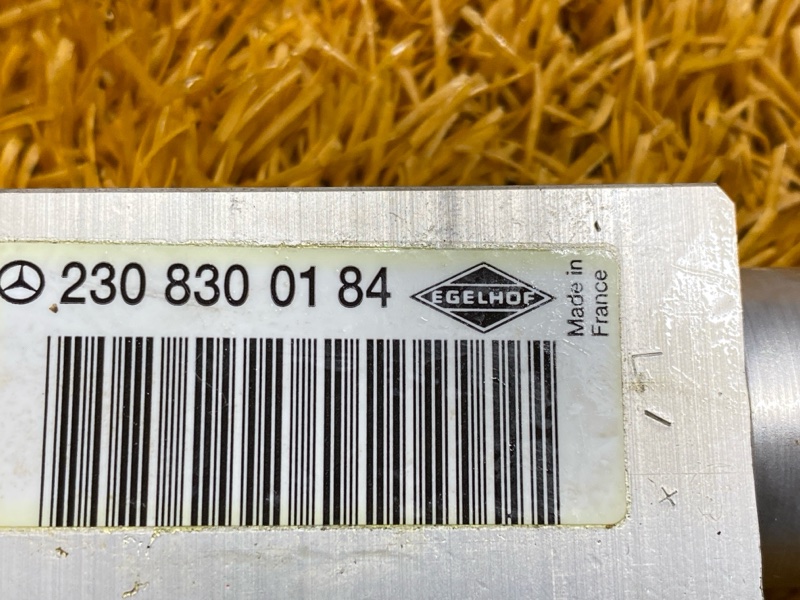 230 830 01 84
EGELHOF
Made in
France